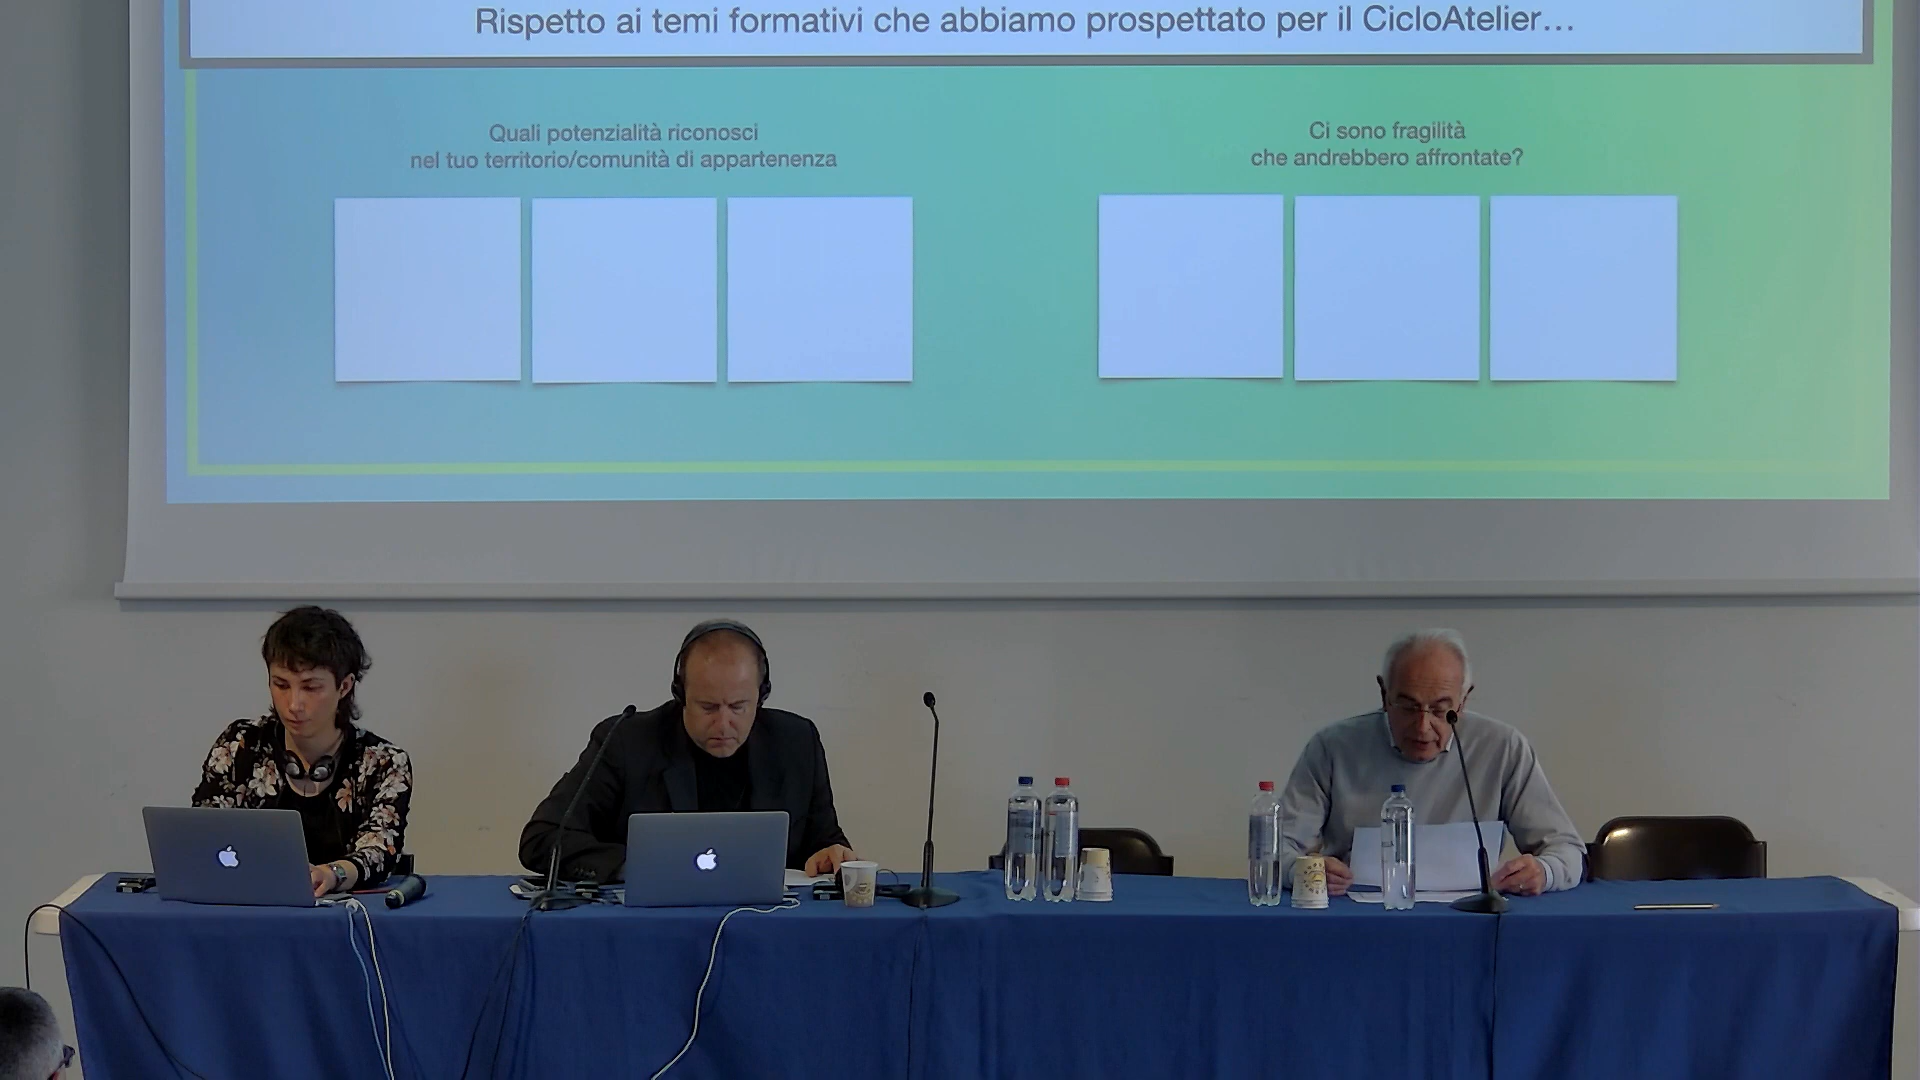 Rispetto ai temi formativi che abbiamo prospettato per il CicloAtelier…
Quali potenzialità riconosci
nel tuo territorio/comunità di appartenenza
Ci sono fragilità
che andrebbero affrontate?